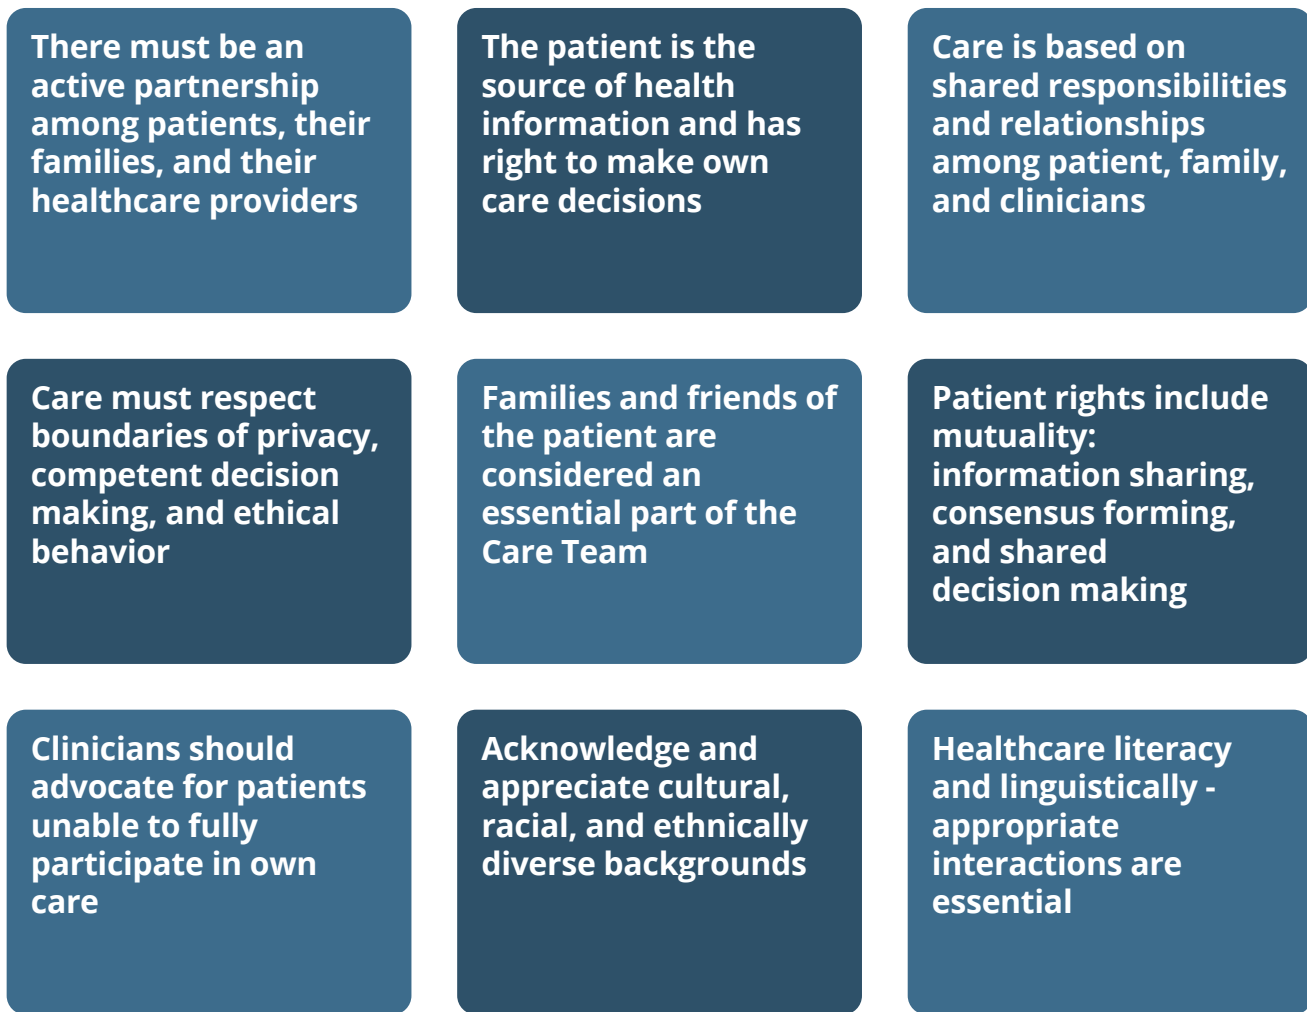 There must be an
active partnership
among patients, their
families, and their
healthcare providers
The patient is the
source of health
information and has
right to make own
care decisions
Care is based on
shared responsibilities
and relationships
among patient, family,
and clinicians
Care must respect
boundaries of privacy,
competent decision
making, and ethical
behavior
Families and friends of
the patient are
considered an
essential part of the
Care Team
Patient rights include
mutuality:
information sharing,
consensus forming,
and shared
decision making
Clinicians should
advocate for patients
unable to fully
participate in own
care
Acknowledge and
appreciate cultural,
racial, and ethnically
diverse backgrounds
Healthcare literacy
and linguistically -
appropriate
interactions are
essential